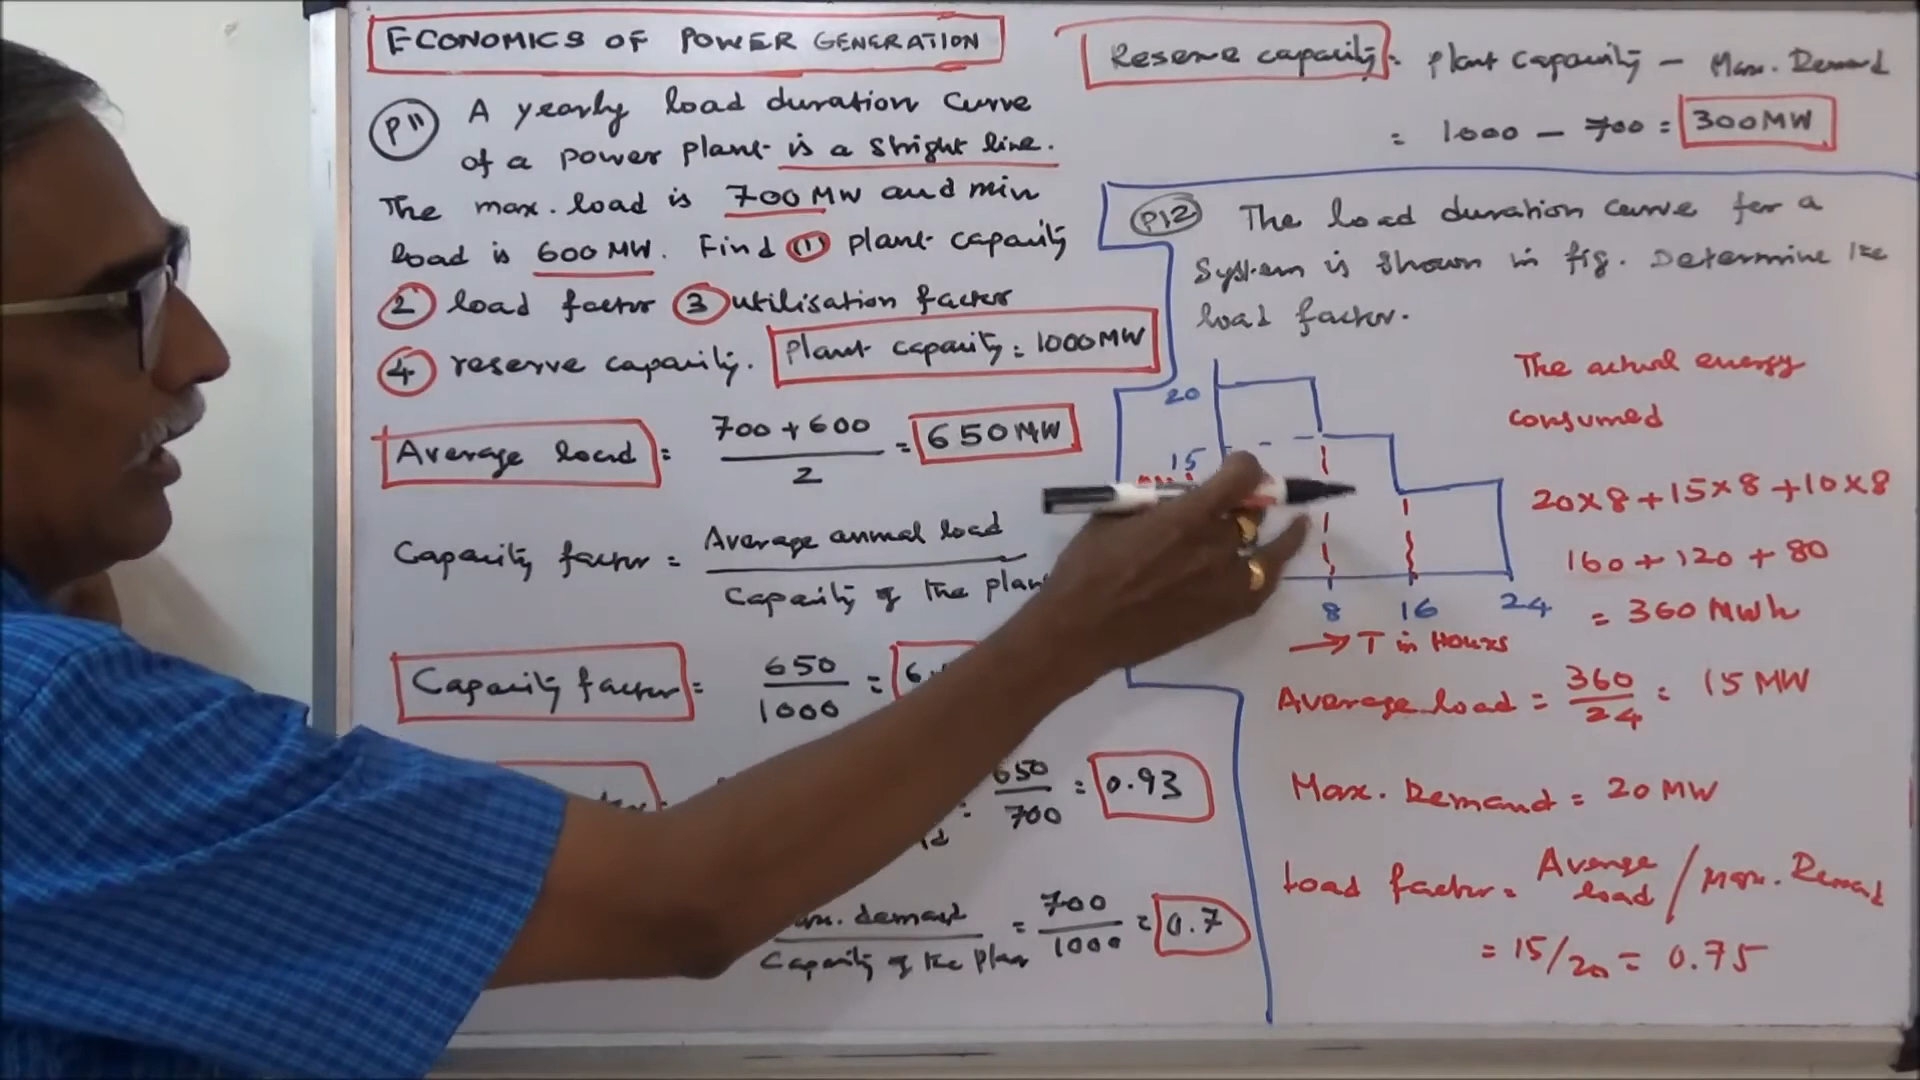 ECONOMICS OF POWER GENERATION
P11 A yearly load duration curve
of a power plant is a stright line.
The max. load is 700 MW and min
load is 600 MW. Find ① plant capacity
② load factor ③ utilisation factor
④ reserve capacity. Plant capacity = 1000 MW
Average load = 700 + 600 / 2 = 650 MW
Capacity factor = Average annual load / Capacity of the plant
Capacity factor = 650 / 1000 =
650 / 700 = 0.93
demand / Capacity of the plan = 700 / 1000 = 0.7
Reserve capacity = plant capacity - Max. Demand
= 1000 - 700 = 300 MW
P12 The load duration curve for a
system is shown in fig. Determine the
load factor.
20
15
8 16 24
→ T in Hours
The actual energy
consumed
20x8 + 15x8 + 10x8
160 + 120 + 80
= 360 MWh
Average load = 360 / 24 = 15 MW
Max. Demand = 20 MW
Load factor = Average load / Max. Demand
= 15/20 = 0.75